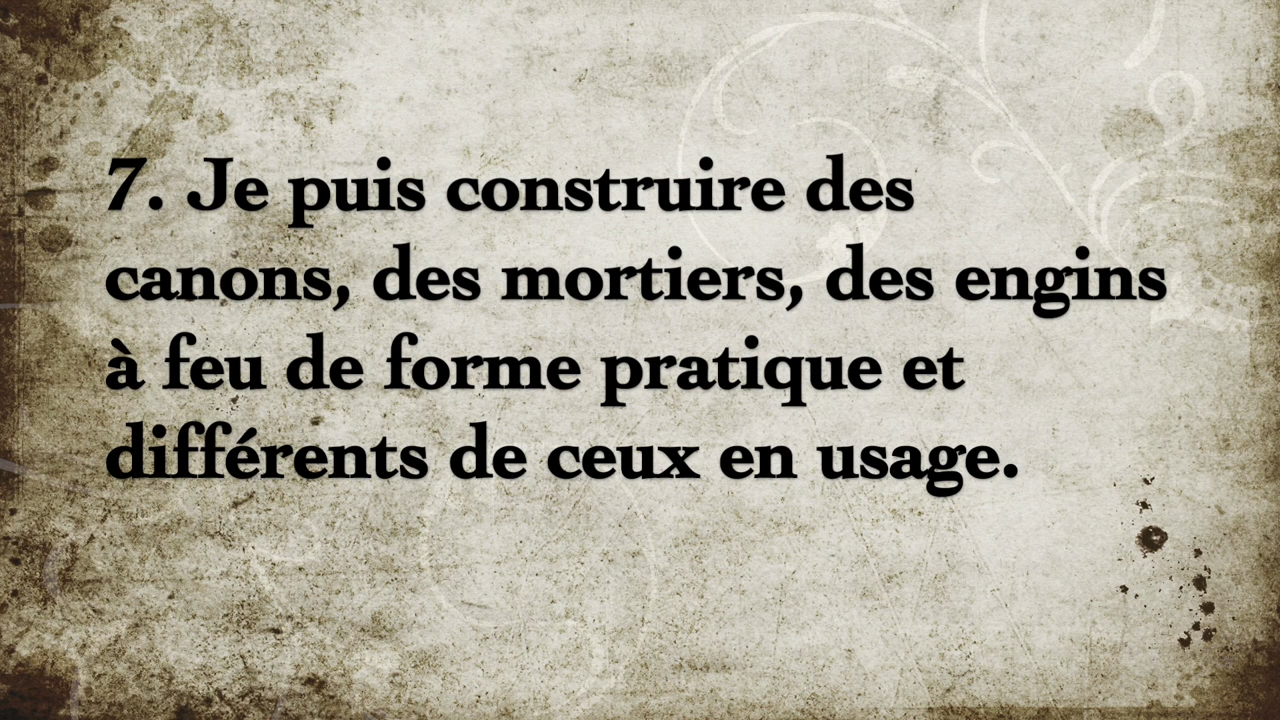 7. Je puis construire des
canons, des mortiers, des engins
à feu de forme pratique et
différents de ceux en usage.